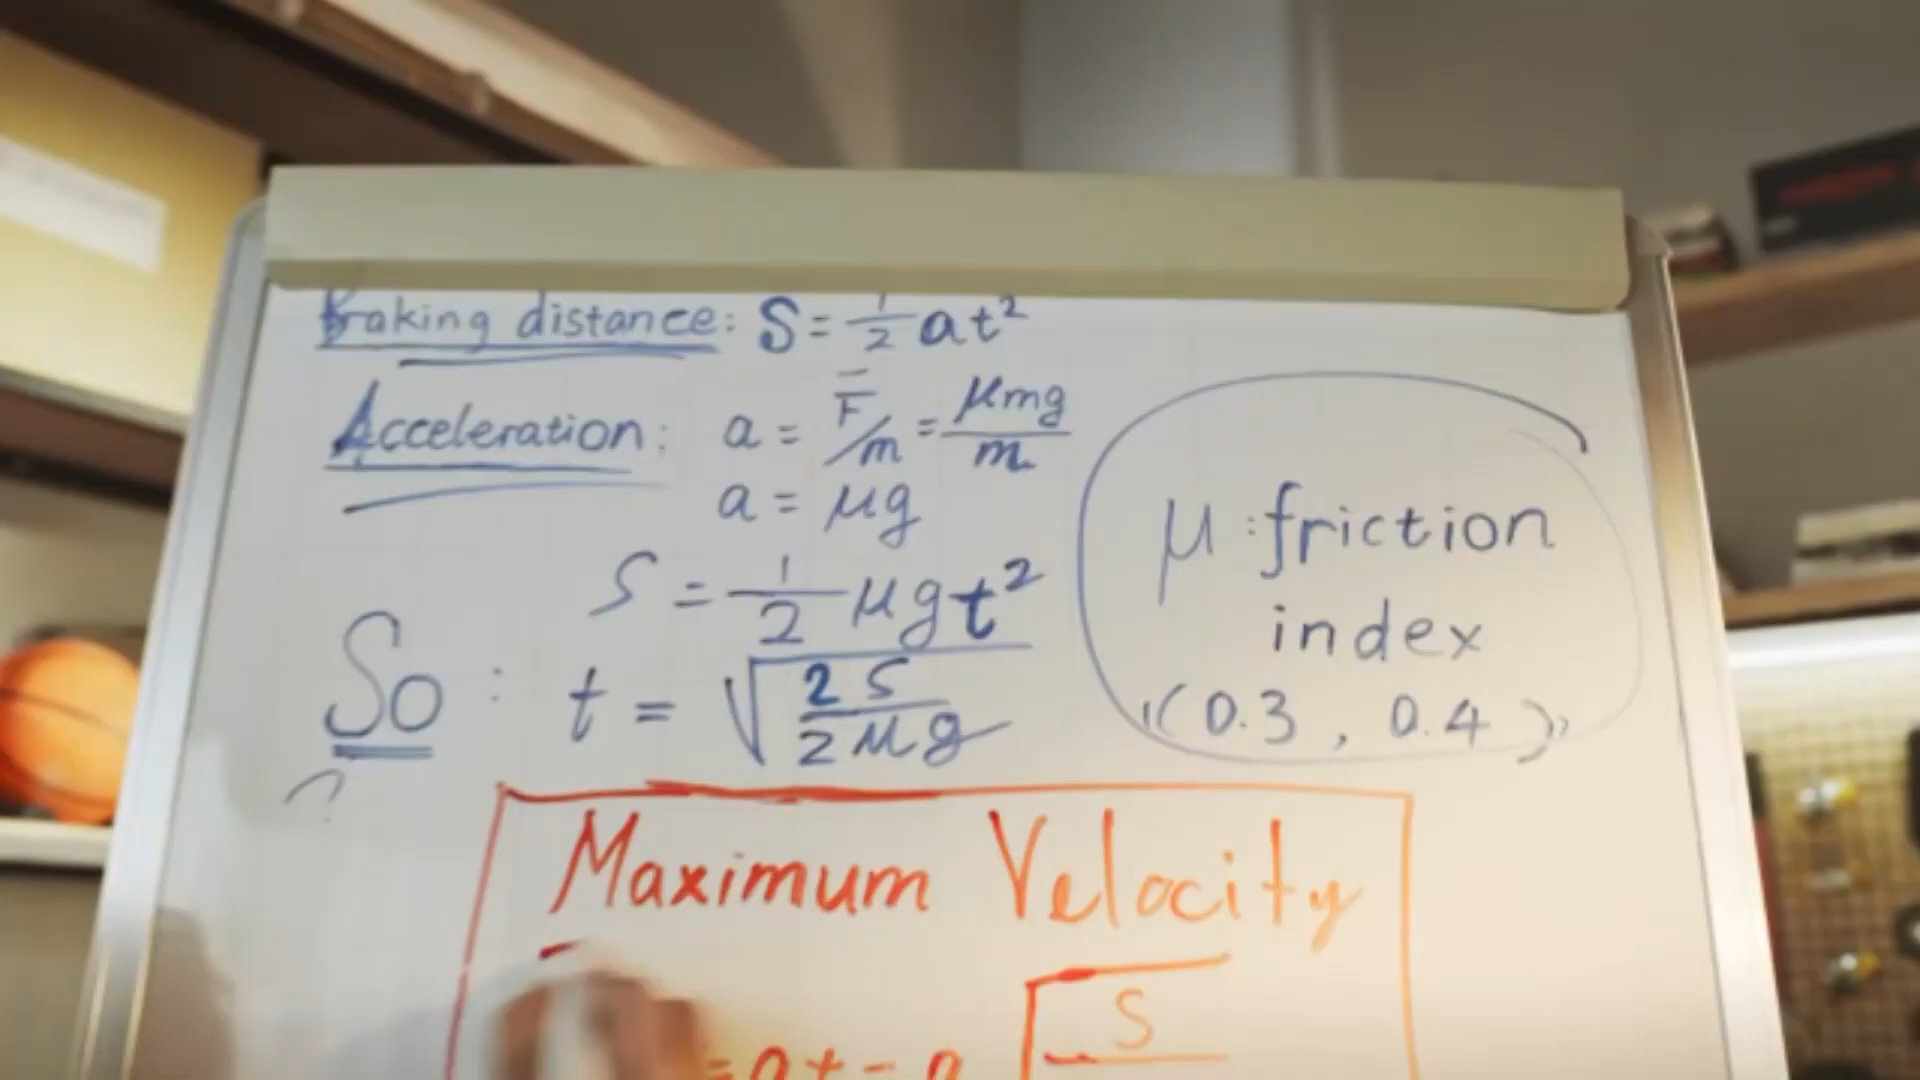 Braking distance: S = 1/2 at²
Acceleration: a = F/m = μmg/m
a = μg
S = 1/2 μgt²
So: t = √(2S/2μg)
μ: friction
index
(0.3, 0.4)
Maximum Velocity
= at = a √S